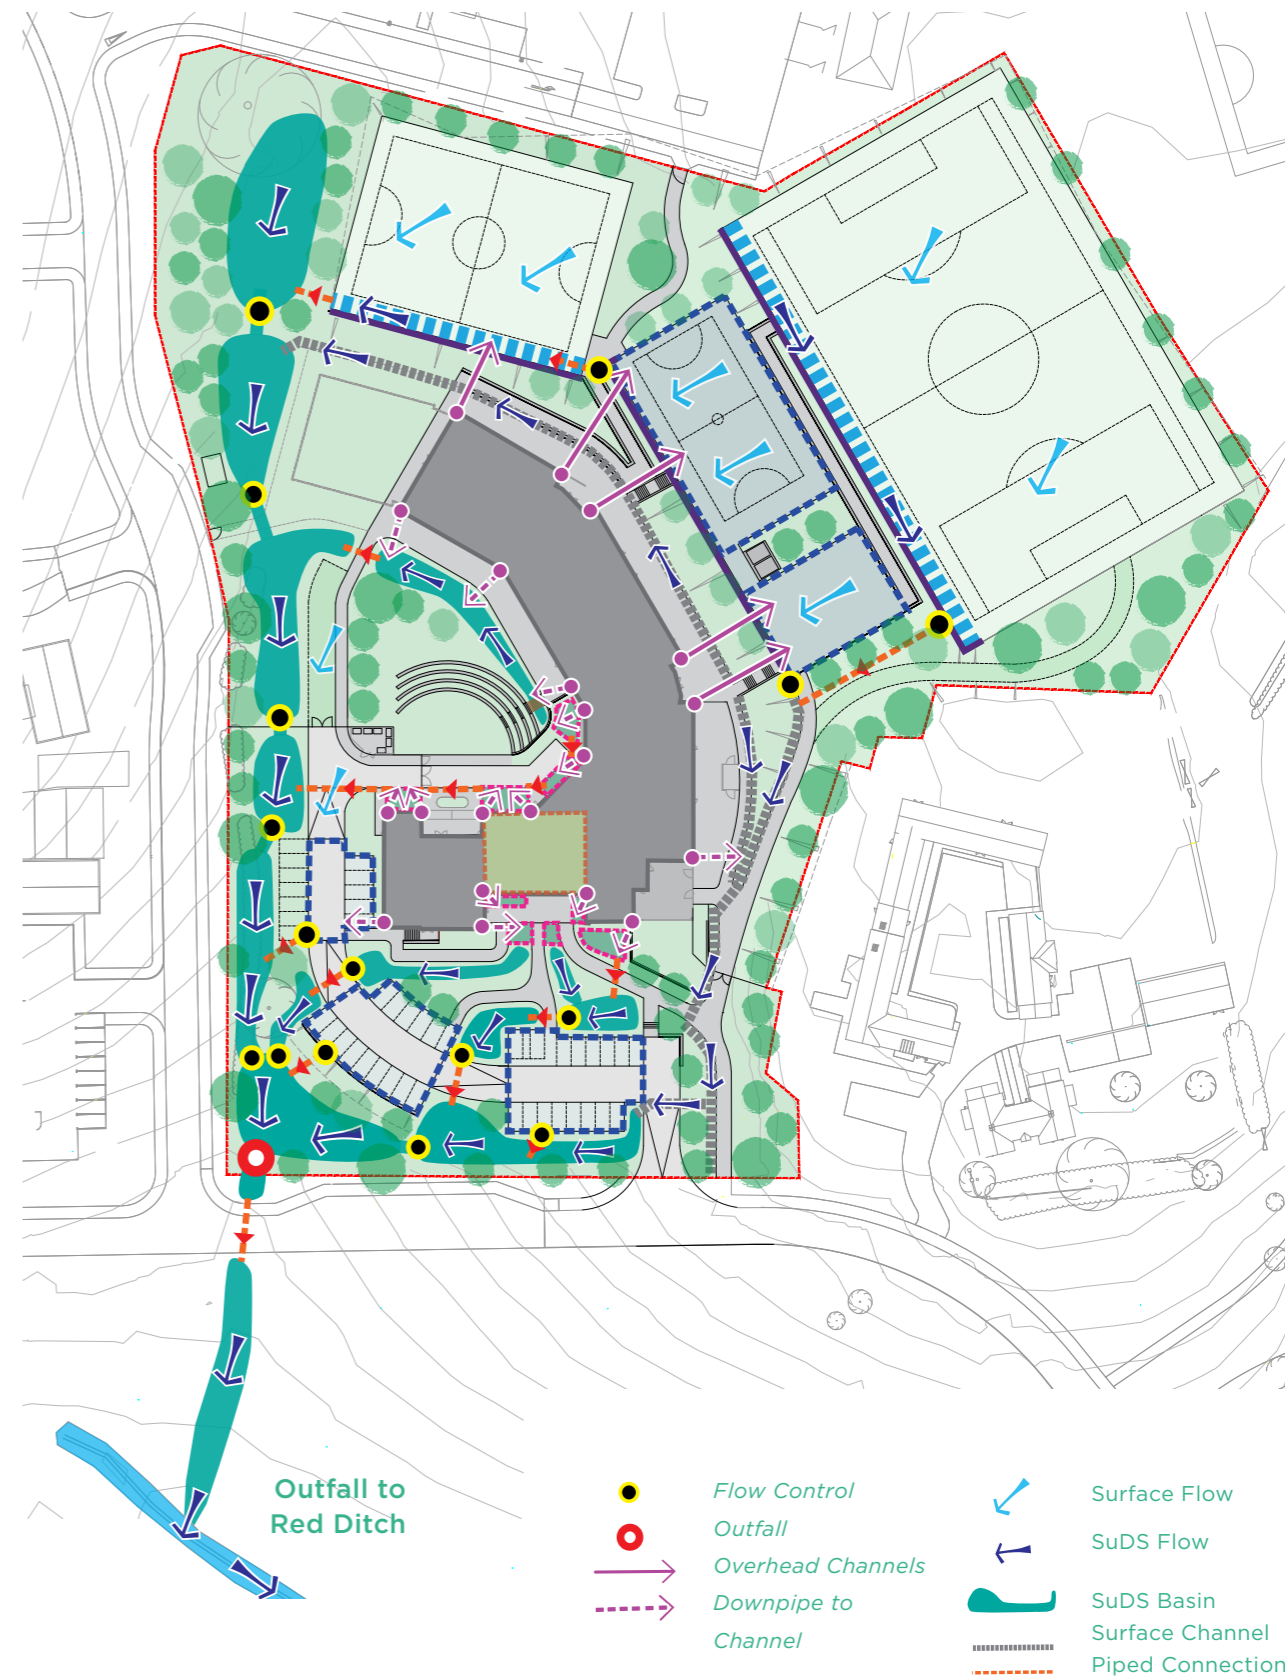 Outfall to
Red Ditch
Flow Control
Outfall
Overhead Channels
Downpipe to
Channel
Surface Flow
SuDS Flow
SuDS Basin
Surface Channel
Piped Connection